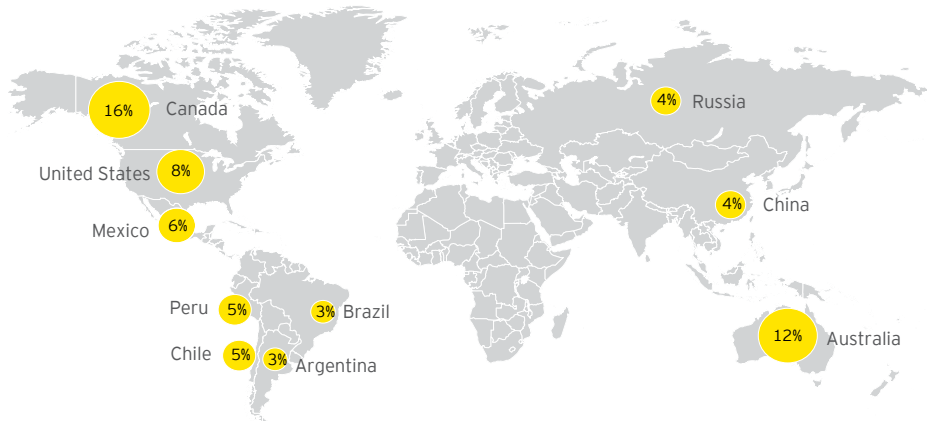 16% Canada
4% Russia
United States 8%
4% China
Mexico 6%
Peru 5%
3% Brazil
12% Australia
Chile 5%
3% Argentina